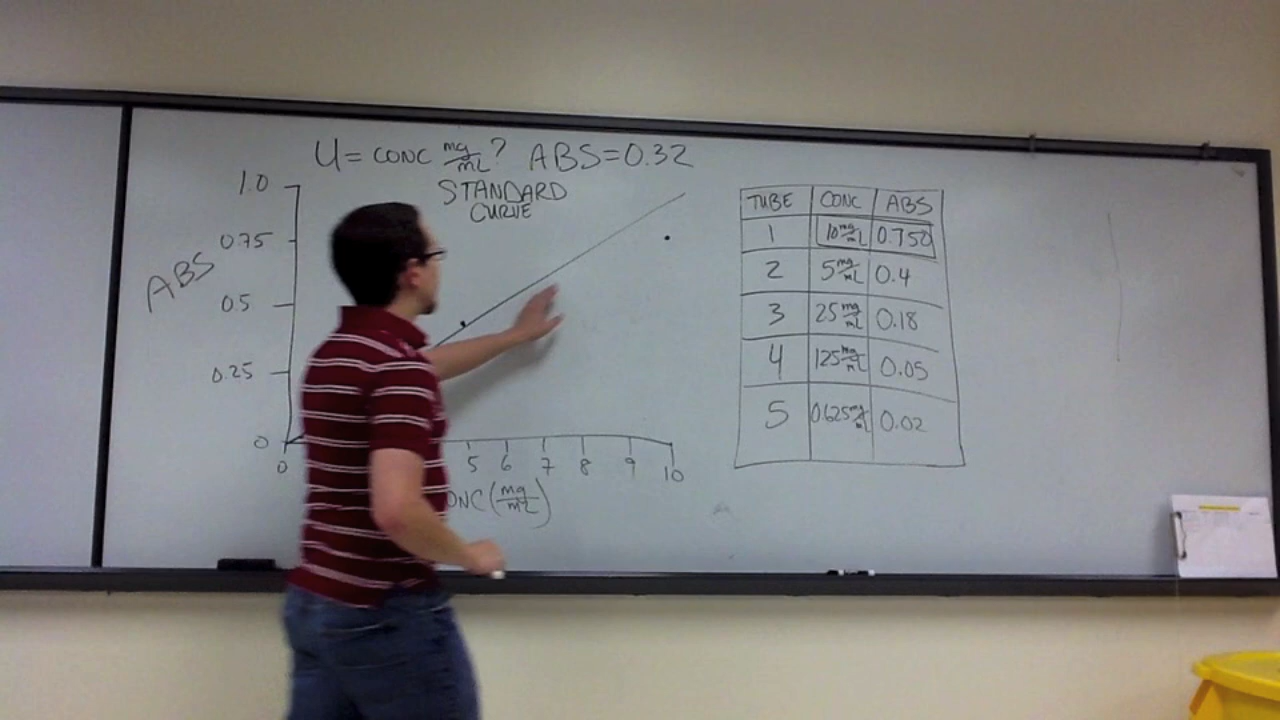 U = CONC mg/mL? ABS = 0.32
STANDARD
CURVE
ABS
1.0
0.75
0.5
0.25
0
0 5 6 7 8 9 10
ONC (mg/mL)
TUBE CONC ABS
1 10 mg/mL 0.750
2 5 mg/mL 0.4
3 25 mg/mL 0.18
4 125 mg/mL 0.05
5 0625 mg/mL 0.02